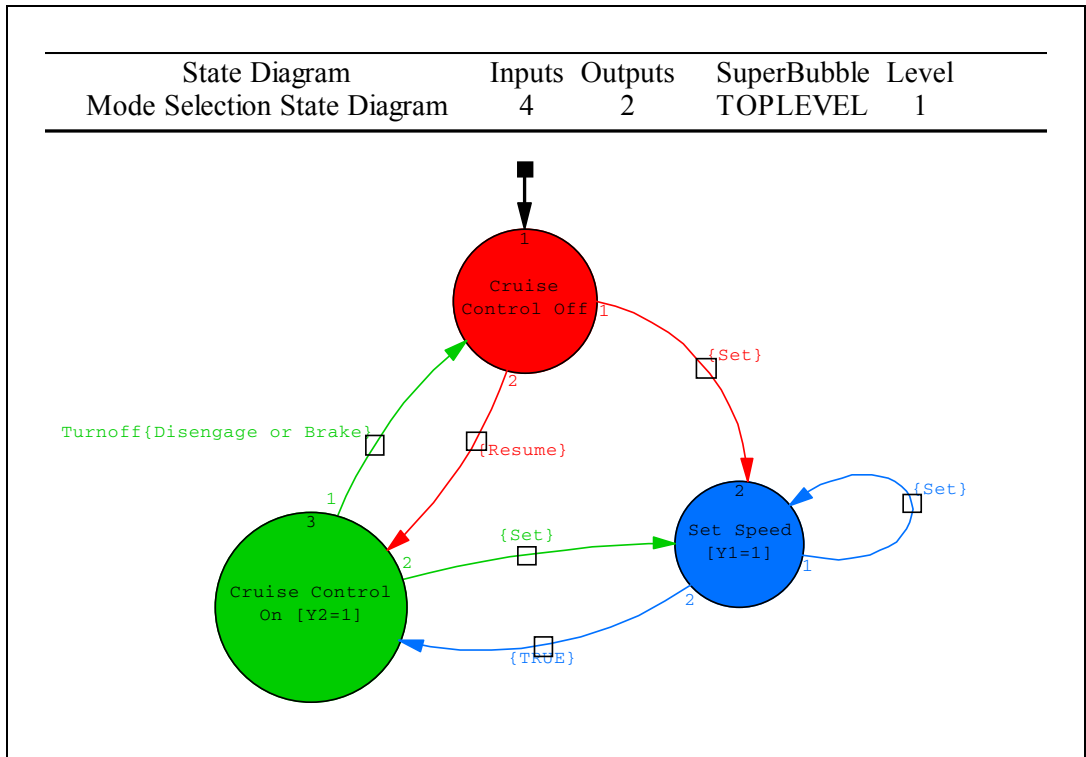 State Diagram Inputs Outputs SuperBubble Level
Mode Selection State Diagram 4 2 TOPLEVEL 1
1
Cruise
Control Off
1
{Set}
2
Turnoff{Disengage or Brake}
{Resume}
1
3
2
{Set}
{Set}
Set Speed
[Y1=1]
2
1
2
Cruise Control
On [Y2=1]
{TRUE}